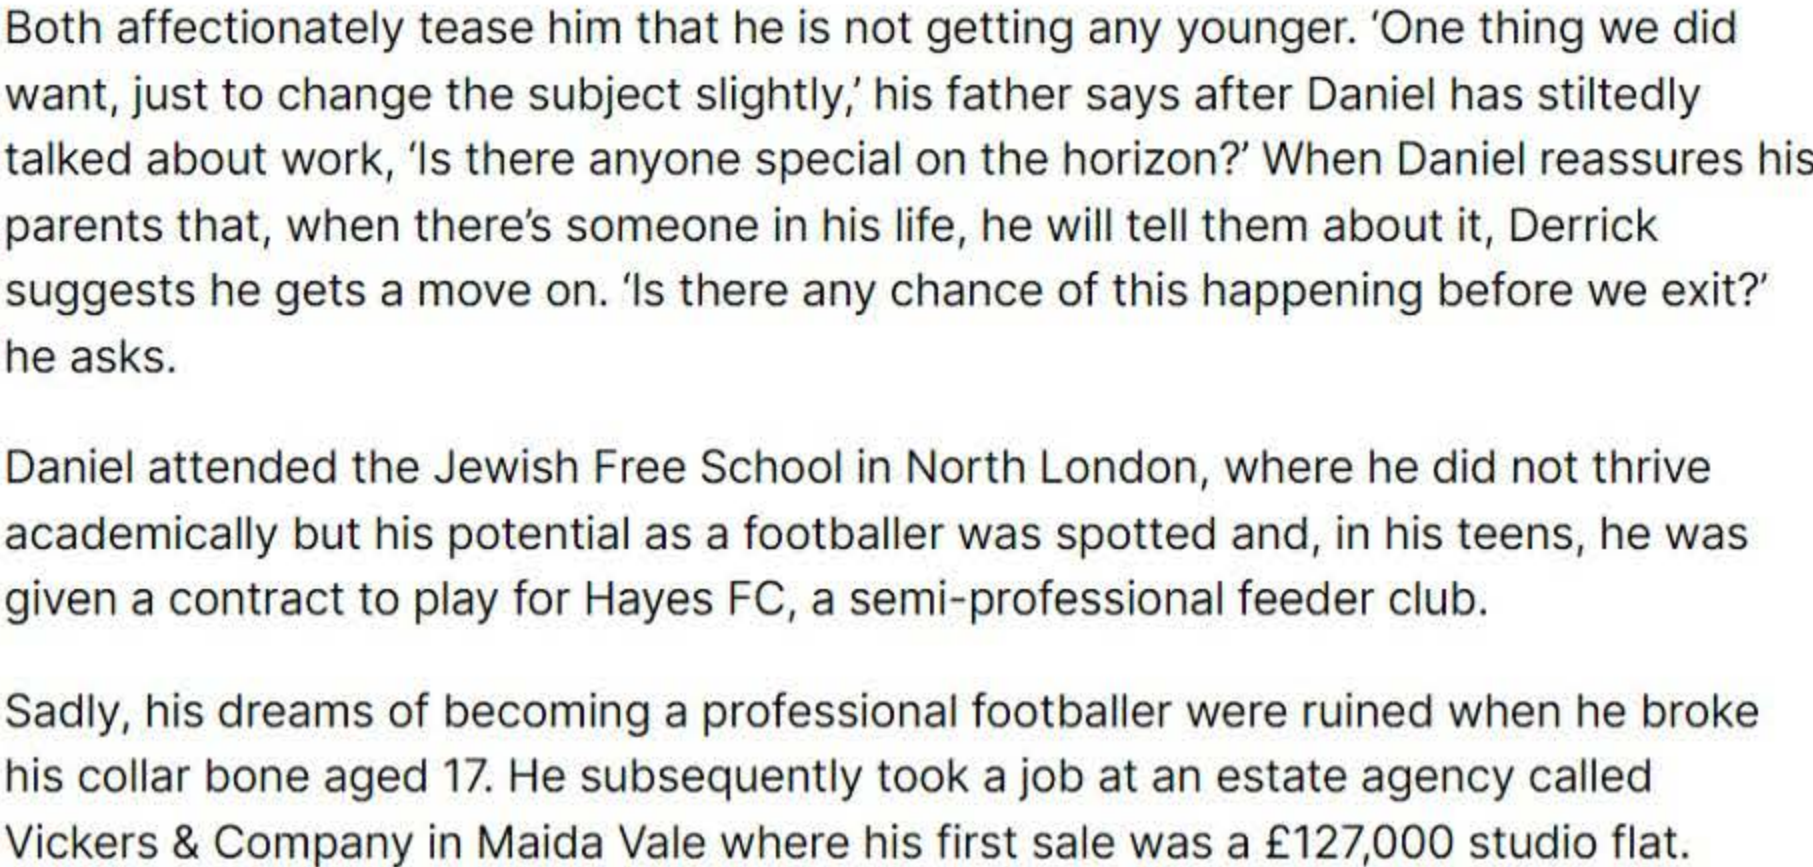 Both affectionately tease him that he is not getting any younger. ‘One thing we did
want, just to change the subject slightly,’ his father says after Daniel has stiltedly
talked about work, ‘Is there anyone special on the horizon?’ When Daniel reassures his
parents that, when there’s someone in his life, he will tell them about it, Derrick
suggests he gets a move on. ‘Is there any chance of this happening before we exit?’
he asks.
Daniel attended the Jewish Free School in North London, where he did not thrive
academically but his potential as a footballer was spotted and, in his teens, he was
given a contract to play for Hayes FC, a semi-professional feeder club.
Sadly, his dreams of becoming a professional footballer were ruined when he broke
his collar bone aged 17. He subsequently took a job at an estate agency called
Vickers & Company in Maida Vale where his first sale was a £127,000 studio flat.